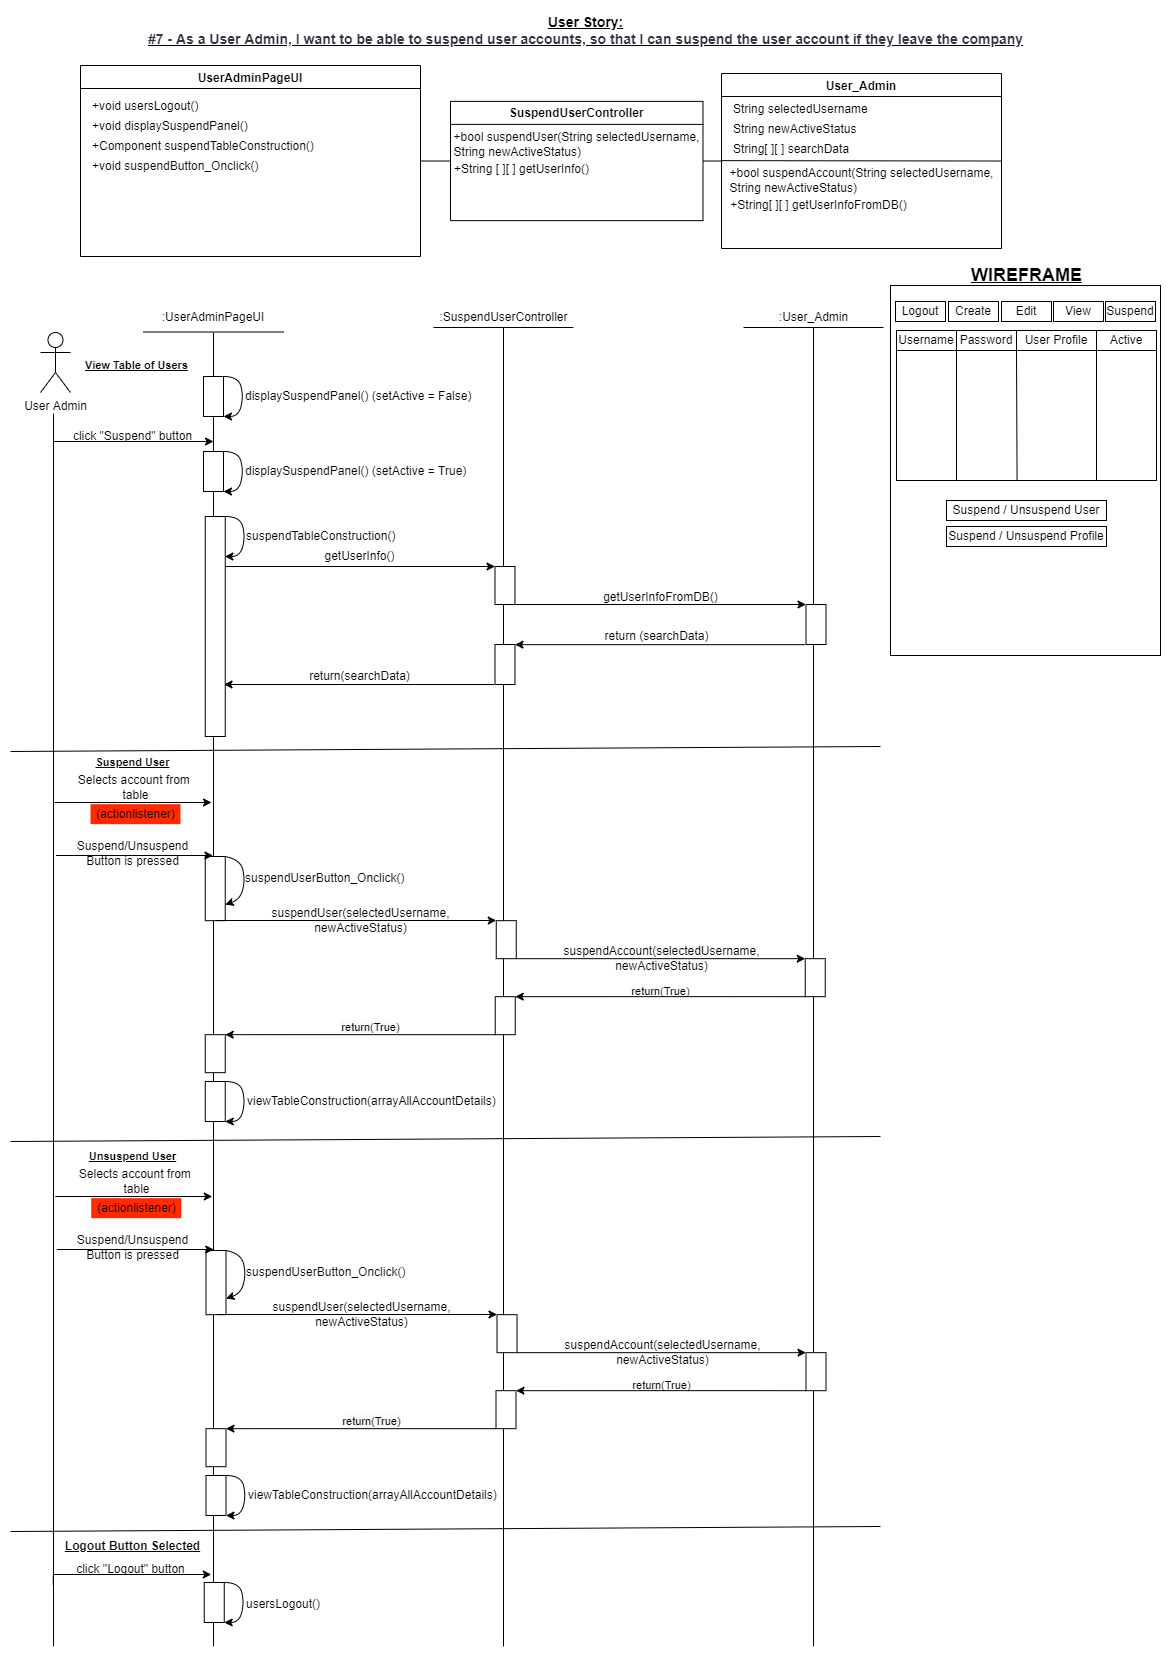 User Story:
#7 - As a User Admin, I want to be able to suspend user accounts, so that I can suspend the user account if they leave the company
UserAdminPageUI
+void usersLogout()
+void displaySuspendPanel()
+Component suspendTableConstruction()
+void suspendButton_Onclick()
SuspendUserController
+bool suspendUser(String selectedUsername,
String newActiveStatus)
+String [ ][ ] getUserInfo()
User_Admin
String selectedUsername
String newActiveStatus
String[ ][ ] searchData
+bool suspendAccount(String selectedUsername,
String newActiveStatus)
+String[ ][ ] getUserInfoFromDB()
WIREFRAME
Logout Create Edit View Suspend
Username Password User Profile Active
Suspend / Unsuspend User
Suspend / Unsuspend Profile
:UserAdminPageUI
:SuspendUserController
:User_Admin
User Admin
View Table of Users
displaySuspendPanel() (setActive = False)
click "Suspend" button
displaySuspendPanel() (setActive = True)
suspendTableConstruction()
getUserInfo()
getUserInfoFromDB()
return (searchData)
return(searchData)
Suspend User
Selects account from
table
(actionlistener)
Suspend/Unsuspend
Button is pressed
suspendUserButton_Onclick()
suspendUser(selectedUsername,
newActiveStatus)
suspendAccount(selectedUsername,
newActiveStatus)
return(True)
return(True)
viewTableConstruction(arrayAllAccountDetails)
Unsuspend User
Selects account from
table
(actionlistener)
Suspend/Unsuspend
Button is pressed
suspendUserButton_Onclick()
suspendUser(selectedUsername,
newActiveStatus)
suspendAccount(selectedUsername,
newActiveStatus)
return(True)
return(True)
viewTableConstruction(arrayAllAccountDetails)
Logout Button Selected
click "Logout" button
usersLogout()